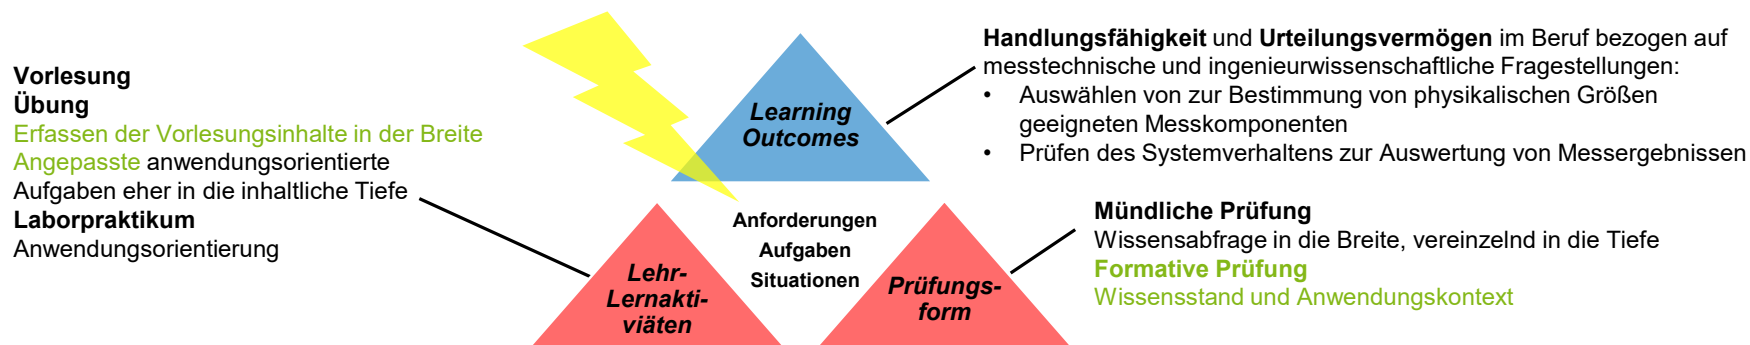 Vorlesung
Übung
Erfassen der Vorlesungsinhalte in der Breite
Angepasste anwendungsorientierte
Aufgaben eher in die inhaltliche Tiefe
Laborpraktikum
Anwendungsorientierung
Learning
Outcomes
Handlungsfähigkeit und Urteilungsvermögen im Beruf bezogen auf
messtechnische und ingenieurwissenschaftliche Fragestellungen:
• Auswählen von zur Bestimmung von physikalischen Größen
geeigneten Messkomponenten
• Prüfen des Systemverhaltens zur Auswertung von Messergebnissen
Anforderungen
Aufgaben
Situationen
Lehr-
Lernakti-
viäten
Prüfungs-
form
Mündliche Prüfung
Wissensabfrage in die Breite, vereinzelnd in die Tiefe
Formative Prüfung
Wissensstand und Anwendungskontext